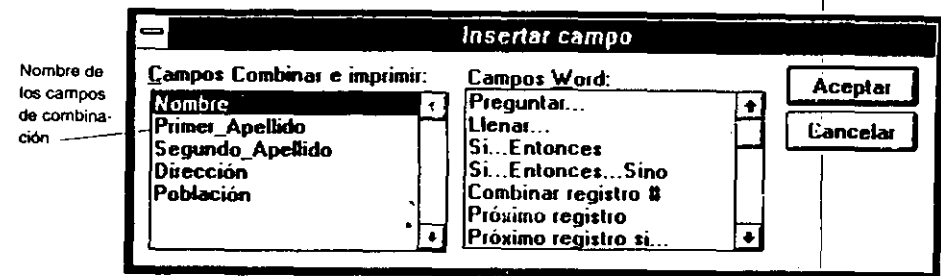 Insertar campo
Nombre de
los campos
de combina-
ción
Campos Combinar e imprimir:
Nombre
Primer_Apellido
Segundo_Apellido
Dirección
Población
Campos Word:
Preguntar...
Llenar...
Si...Entonces
Si...Entonces...Sino
Combinar registro #
Próximo registro
Próximo registro si...
Aceptar
Cancelar